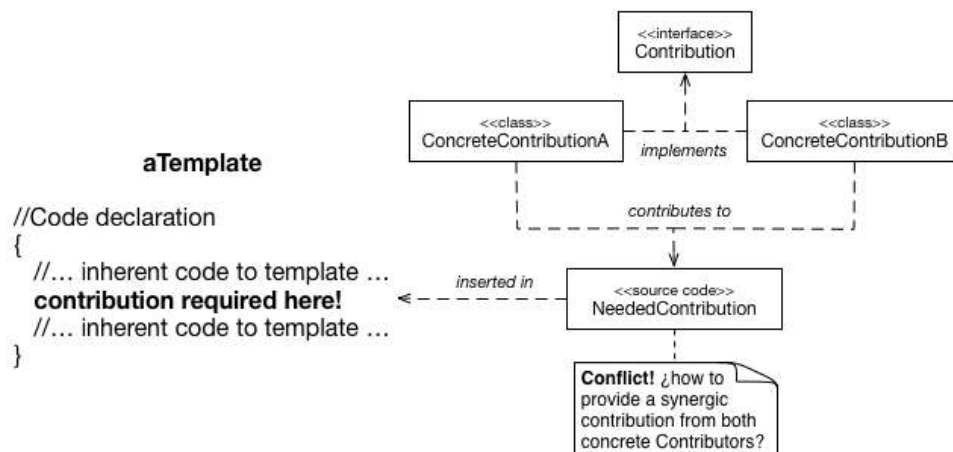 <<interface>>
Contribution
<<class>>
ConcreteContributionA
<<class>>
ConcreteContributionB
implements
aTemplate
contributes to
//Code declaration
{
//... inherent code to template ...
contribution required here!
//... inherent code to template ...
}
inserted in
<<source code>>
NeededContribution
Conflict! ¿how to
provide a synergic
contribution from both
concrete Contributors?